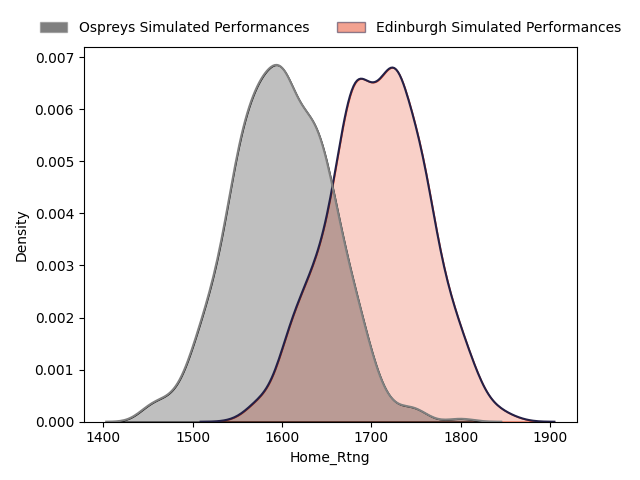 Ospreys Simulated Performances Edinburgh Simulated Performances
0.007
0.006
0.005
0.004
0.003
0.002
0.001
0.000
Density
1400 1500 1600 1700 1800 1900
Home_Rtng